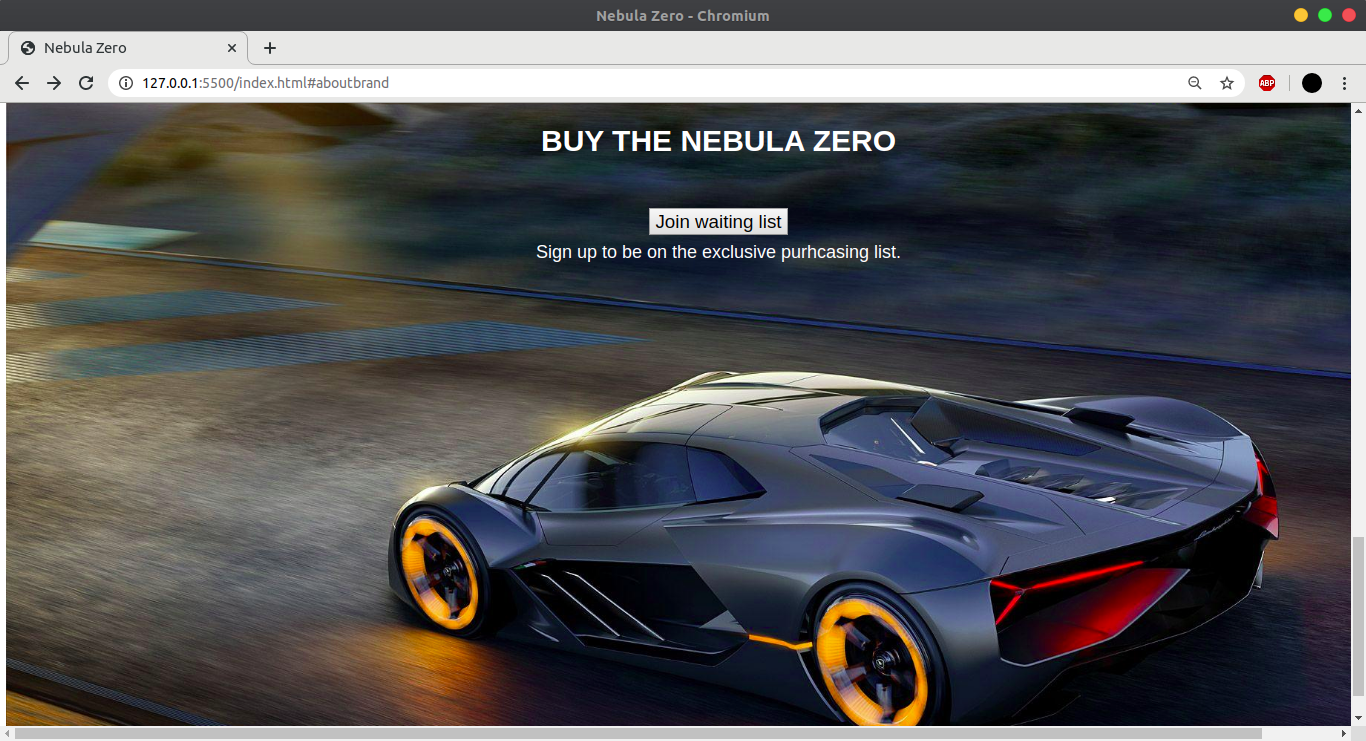 Nebula Zero - Chromium
Nebula Zero
127.0.0.1:5500/index.html#aboutbrand
ABP
BUY THE NEBULA ZERO
Join waiting list
Sign up to be on the exclusive purhcasing list.
Lamborghini